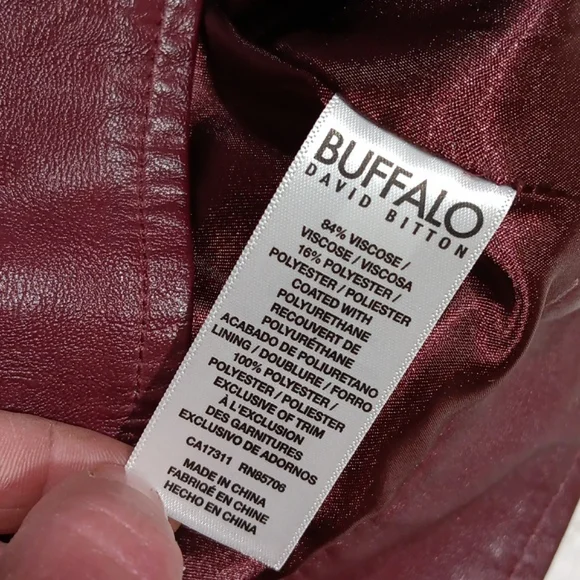 BUFFALO
DAVID BITTON
84% VISCOSE /
VISCOSE / VISCOSA
16% POLYESTER /
POLYESTER / POLIESTER
COATED WITH
POLYURETHANE
RECOUVERT DE
POLYURÉTHANE
ACABADO DE POLIURETANO
LINING / DOUBLURE / FORRO
100% POLYESTER /
POLYESTER / POLIESTER
EXCLUSIVE OF TRIM
À L'EXCLUSION
DES GARNITURES
EXCLUSIVO DE ADORNOS
CA17311 RN85706
MADE IN CHINA
FABRIQÉ EN CHINE
HECHO EN CHINA